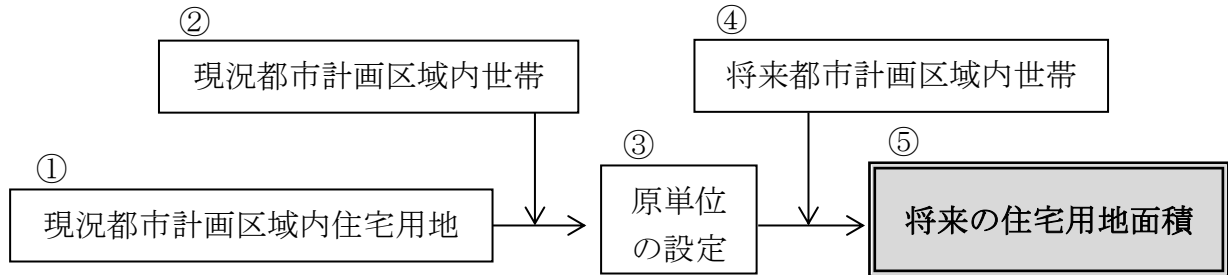 ②
現況都市計画区域内世帯
④
将来都市計画区域内世帯
①
現況都市計画区域内住宅用地
③
原単位
の設定
⑤
将来の住宅用地面積